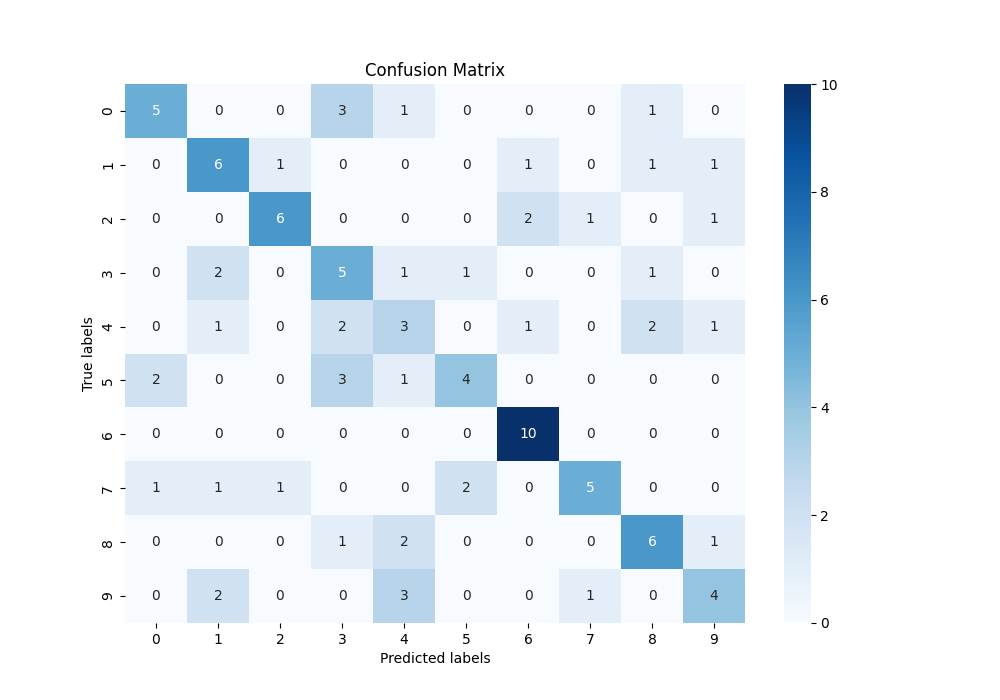 Confusion Matrix
True labels
0 5 0 0 3 1 0 0 0 1 0
1 0 6 1 0 0 0 1 0 1 1
2 0 0 6 0 0 0 2 1 0 1
3 0 2 0 5 1 1 0 0 1 0
4 0 1 0 2 3 0 1 0 2 1
5 2 0 0 3 1 4 0 0 0 0
6 0 0 0 0 0 0 10 0 0 0
7 1 1 1 0 0 2 0 5 0 0
8 0 0 0 1 2 0 0 0 6 1
9 0 2 0 0 3 0 0 1 0 4
0 1 2 3 4 5 6 7 8 9
Predicted labels
10
8
6
4
2
0